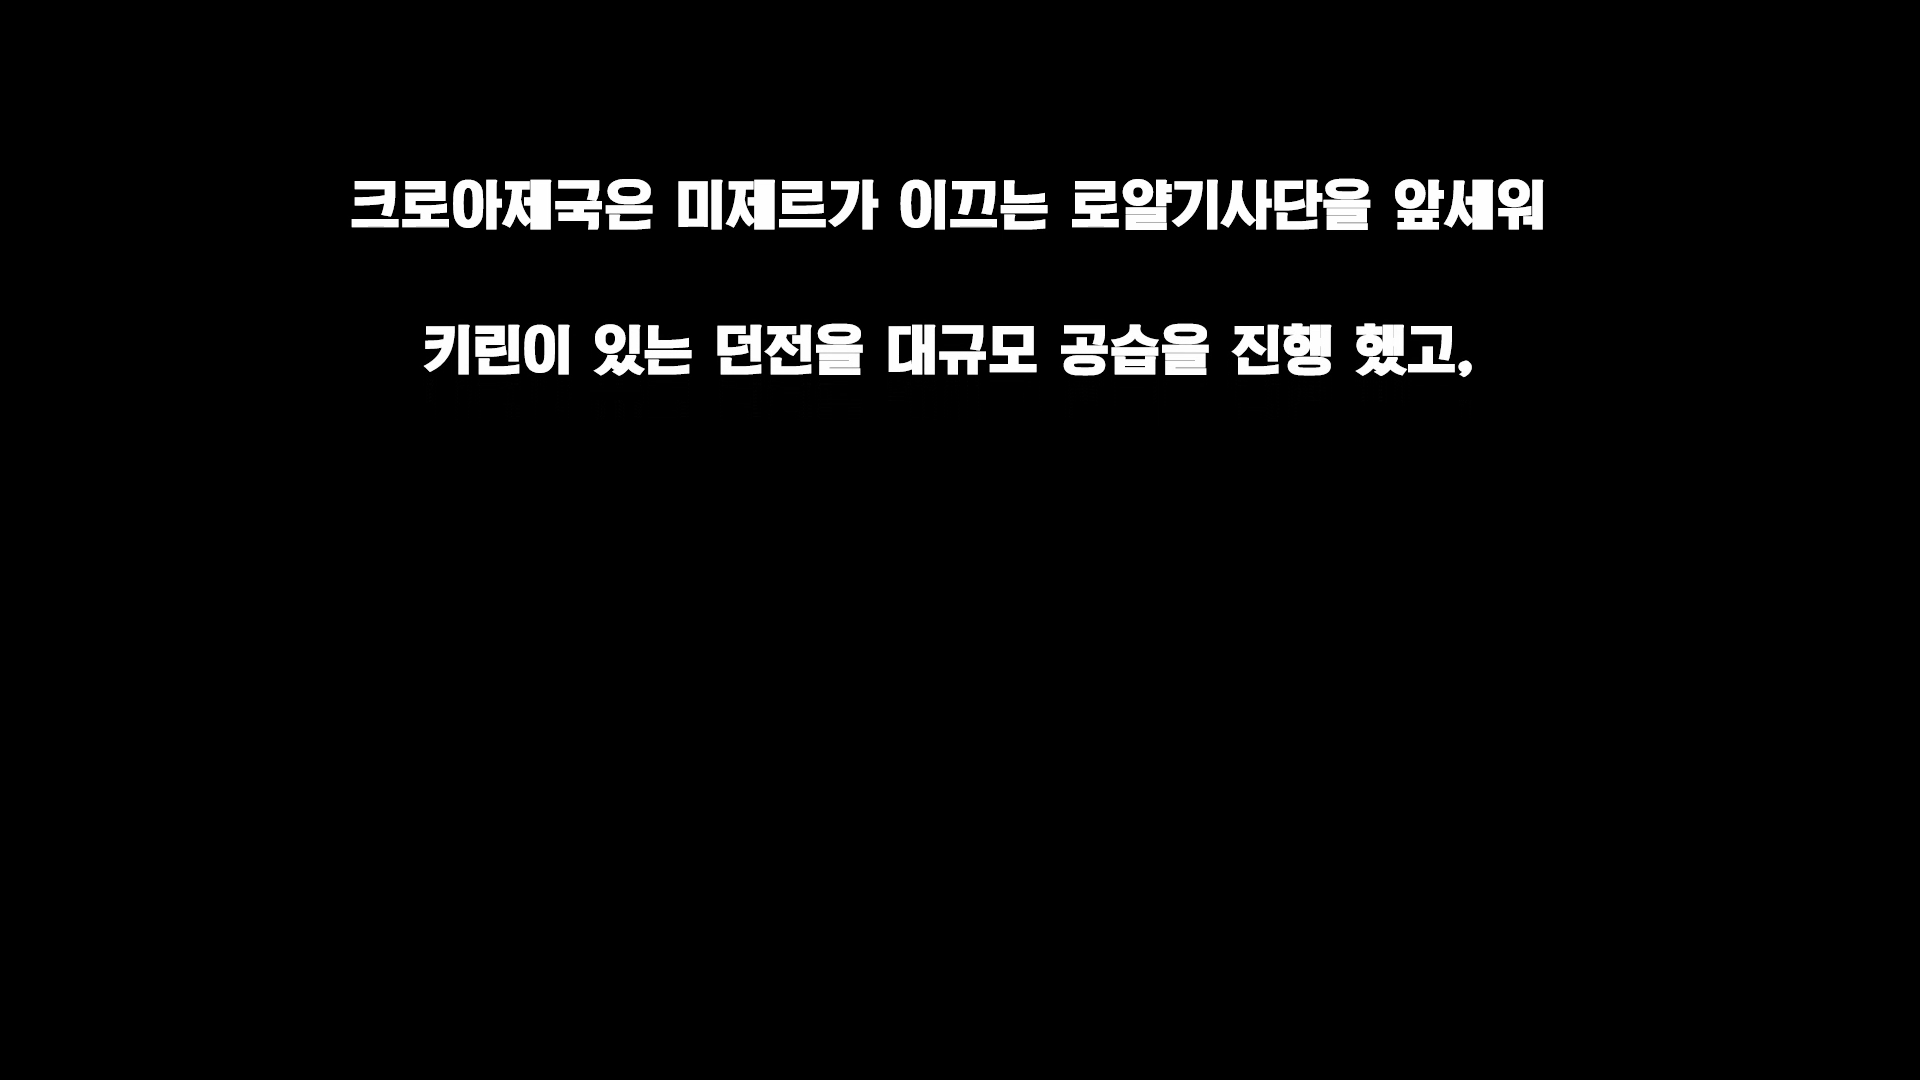 크로아제국은 미제르가 이끄는 로얄기사단을 앞세워
키린이 있는 던전을 대규모 공습을 진행 했고,